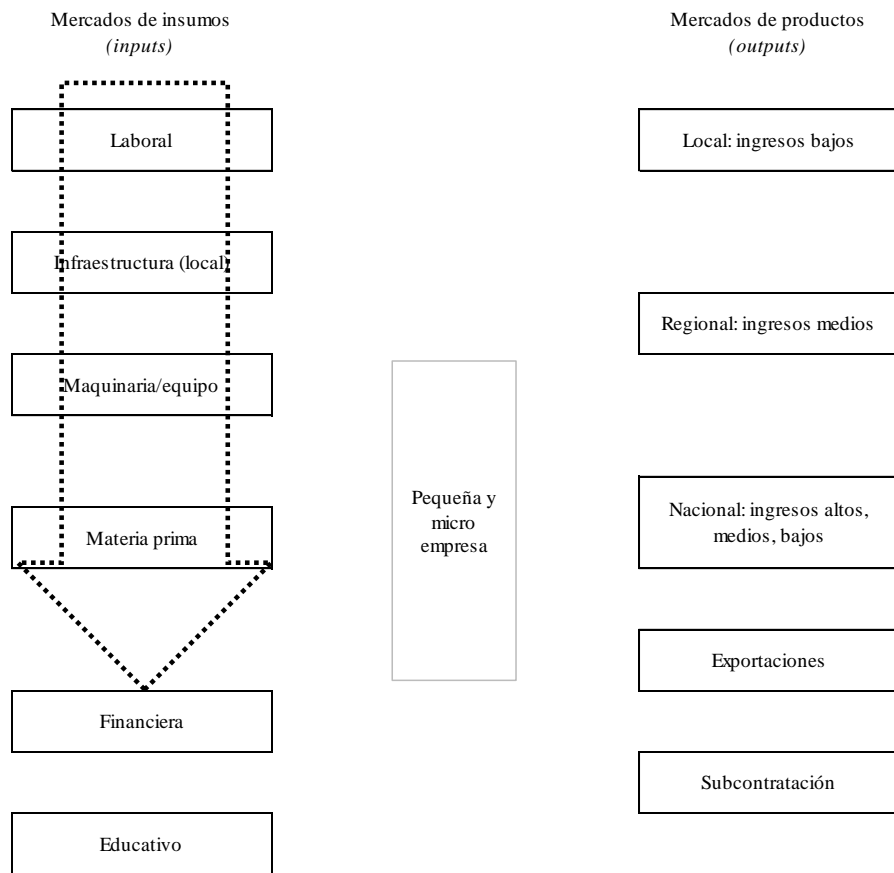 Mercados de insumos
(inputs)
Laboral
Infraestructura (local)
Maquinaria/equipo
Materia prima
Financiera
Educativo
Pequeña y
micro
empresa
Mercados de productos
(outputs)
Local: ingresos bajos
Regional: ingresos medios
Nacional: ingresos altos,
medios, bajos
Exportaciones
Subcontratación